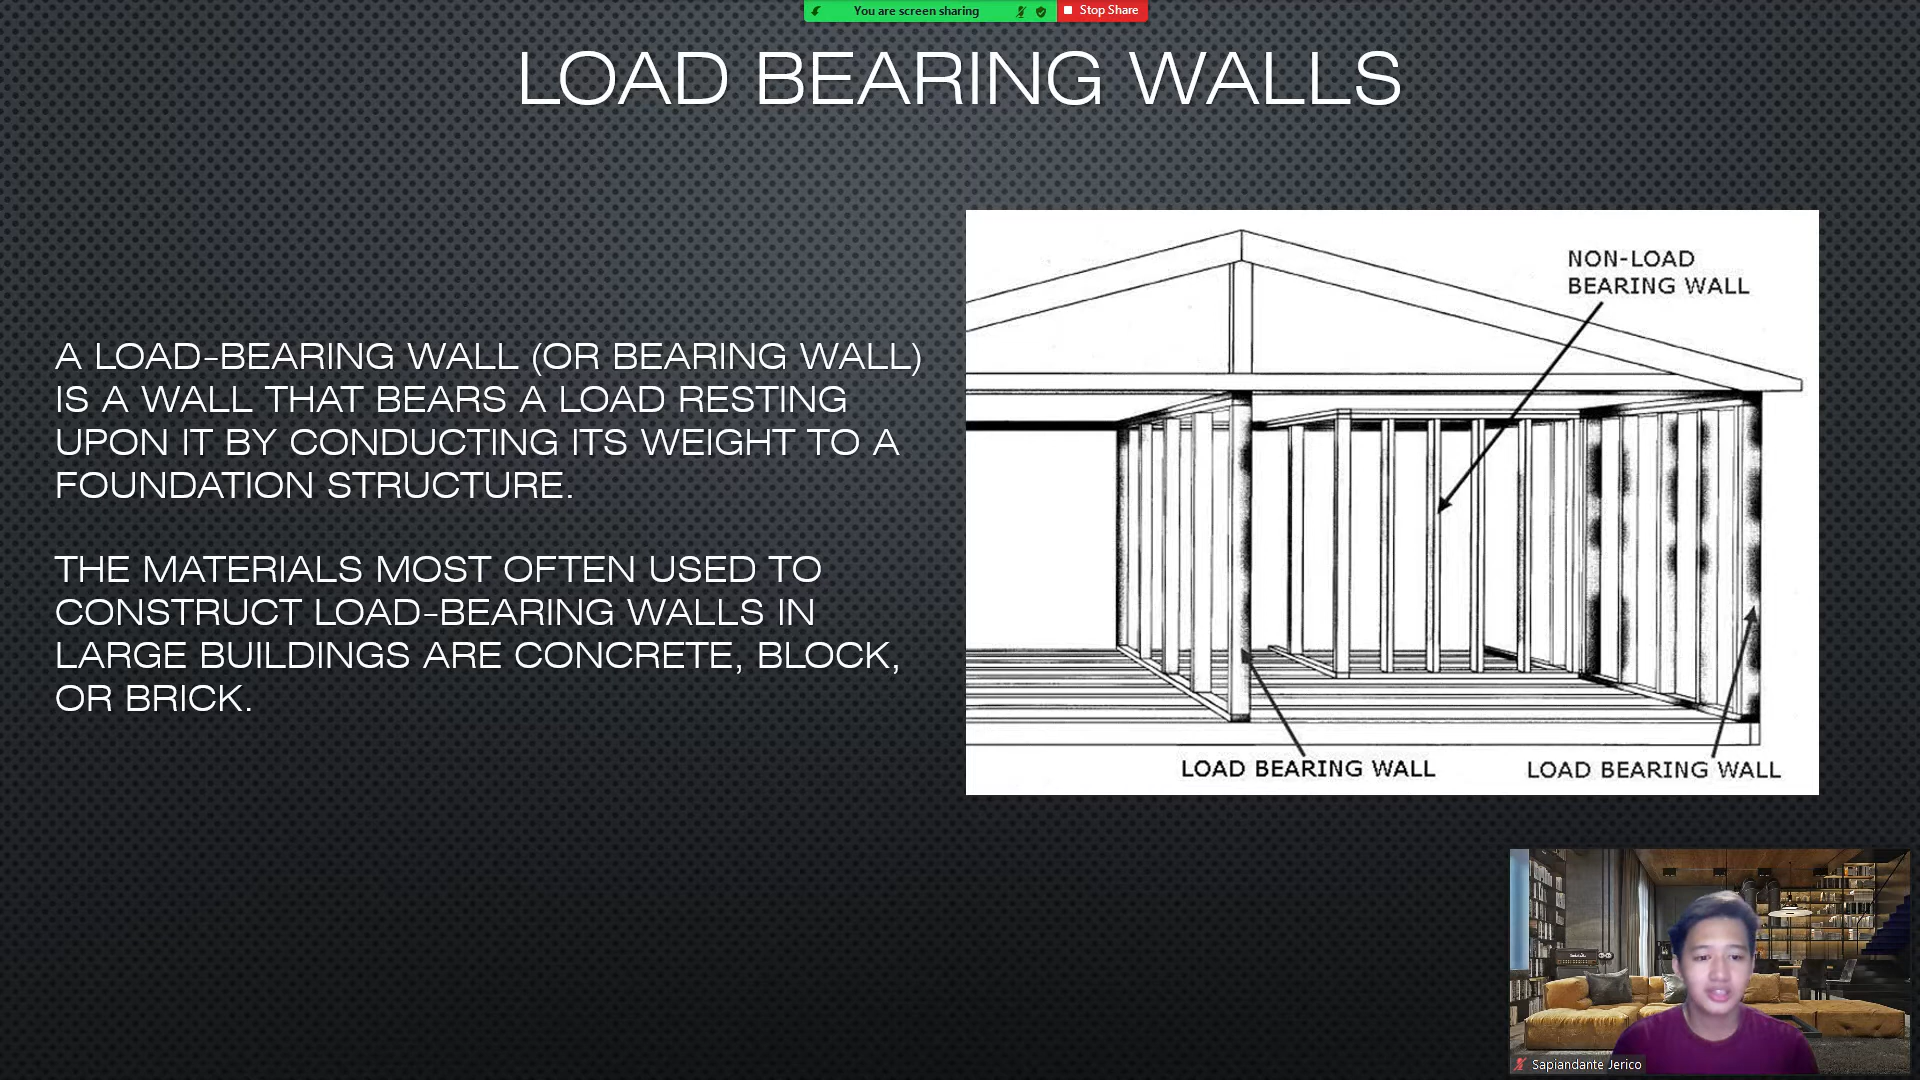 You are screen sharing
Stop Share
LOAD BEARING WALLS
A LOAD-BEARING WALL (OR BEARING WALL)
IS A WALL THAT BEARS A LOAD RESTING
UPON IT BY CONDUCTING ITS WEIGHT TO A
FOUNDATION STRUCTURE.
THE MATERIALS MOST OFTEN USED TO
CONSTRUCT LOAD-BEARING WALLS IN
LARGE BUILDINGS ARE CONCRETE, BLOCK,
OR BRICK.
NON-LOAD
BEARING WALL
LOAD BEARING WALL
LOAD BEARING WALL
Sapiandante Jerico